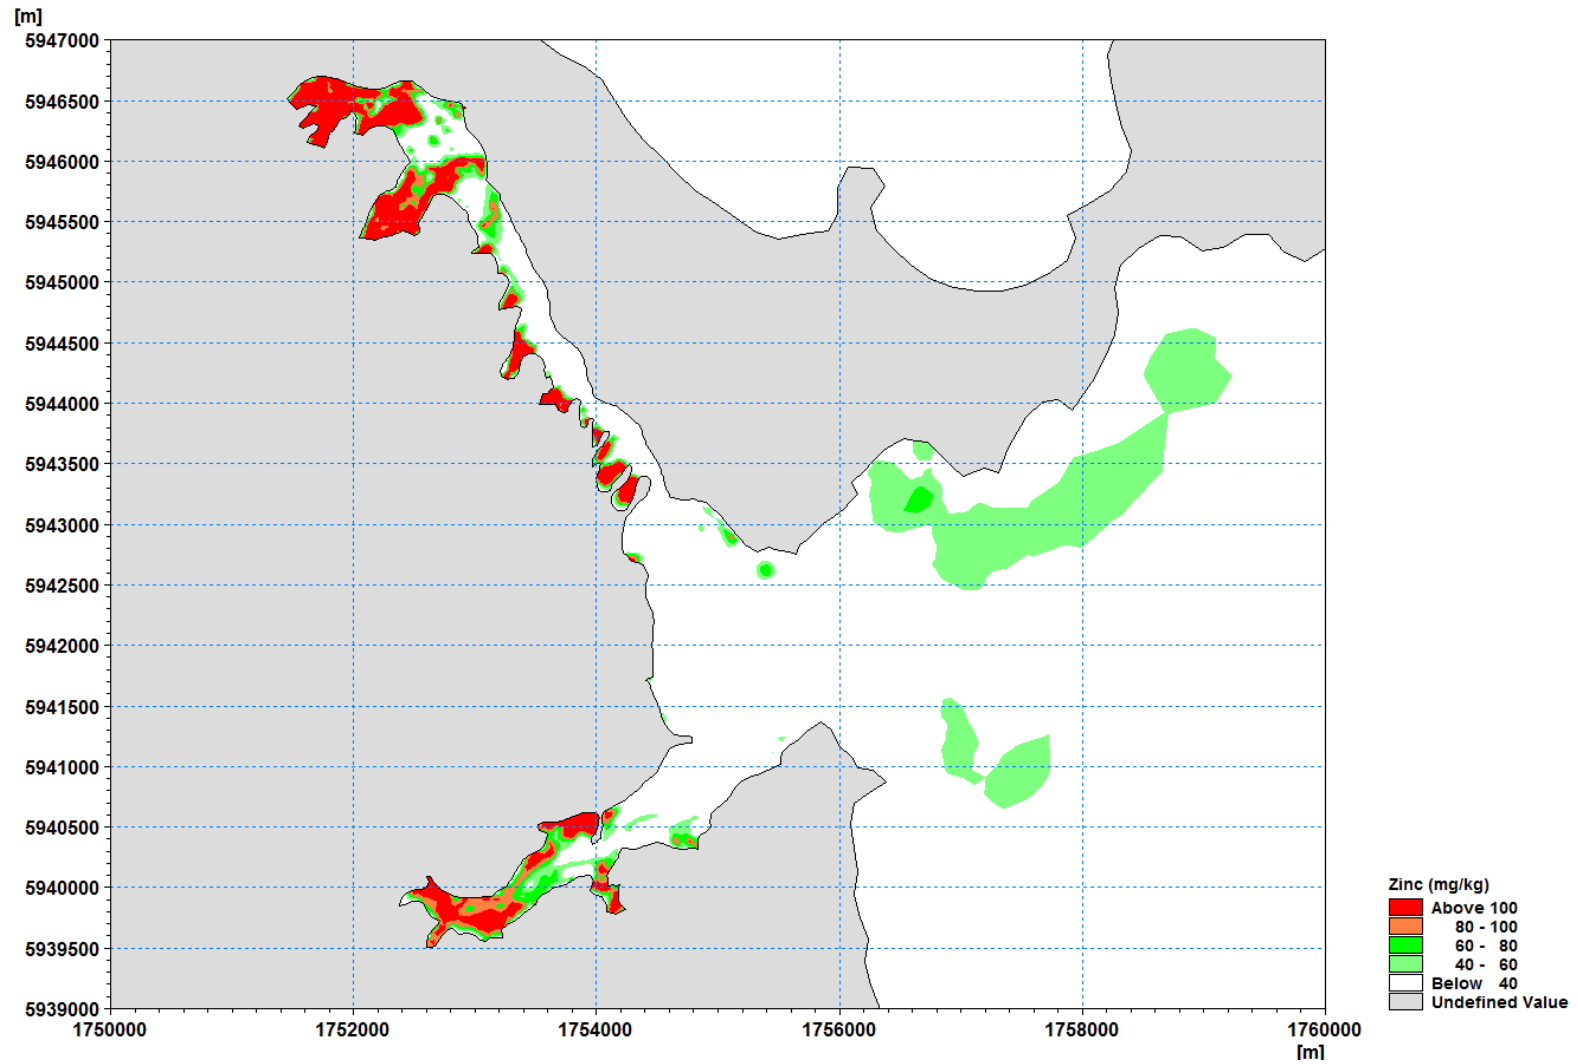 [m]
5947000
5946500
5946000
5945500
5945000
5944500
5944000
5943500
5943000
5942500
5942000
5941500
5941000
5940500
5940000
5939500
5939000
1750000 1752000 1754000 1756000 1758000 1760000
[m]
Zinc (mg/kg)
Above 100
80 - 100
60 - 80
40 - 60
Below 40
Undefined Value